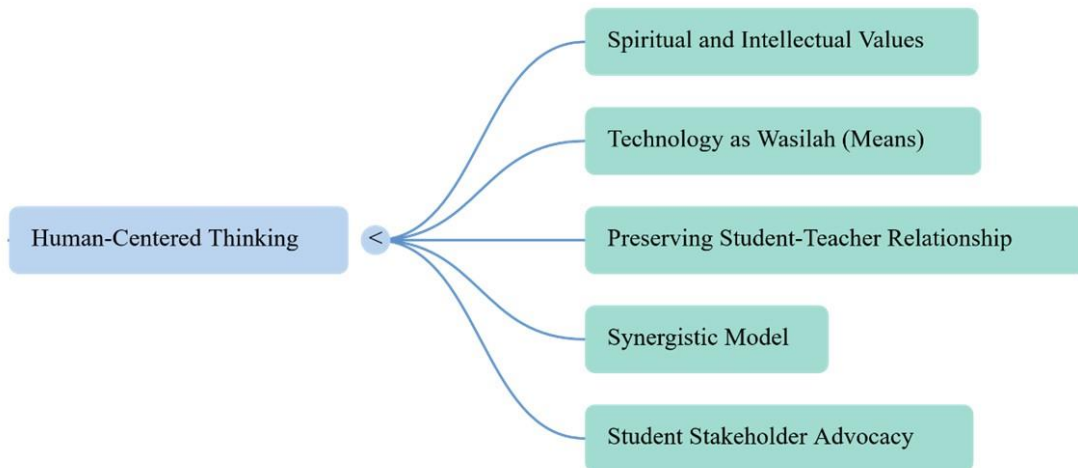 Spiritual and Intellectual Values
Technology as Wasilah (Means)
Human-Centered Thinking
<
Preserving Student-Teacher Relationship
Synergistic Model
Student Stakeholder Advocacy